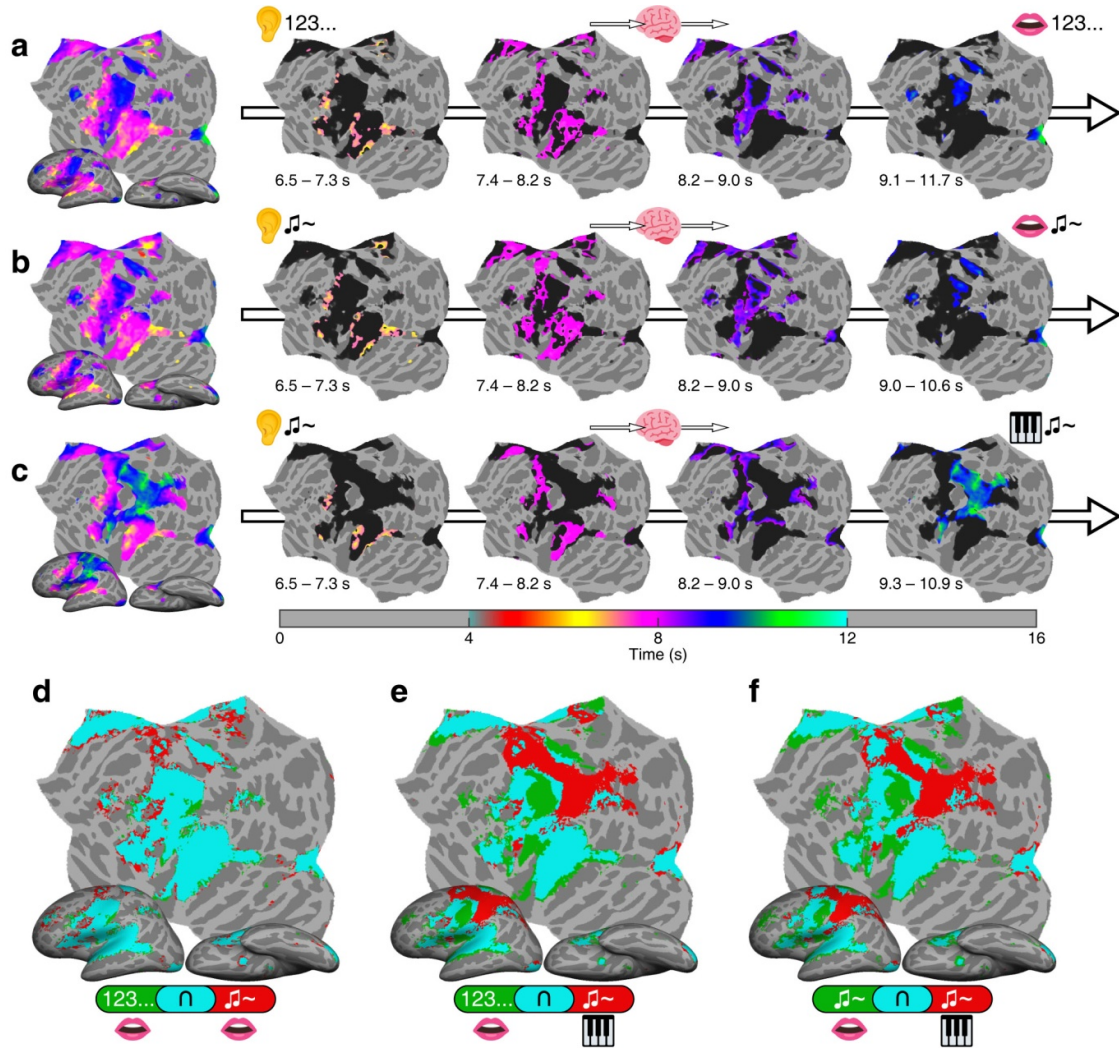 a
123...
123...
6.5 – 7.3 s
7.4 – 8.2 s
8.2 – 9.0 s
9.1 – 11.7 s
b
♫~
♫~
6.5 – 7.3 s
7.4 – 8.2 s
8.2 – 9.0 s
9.0 – 10.6 s
c
♫~
♫~
6.5 – 7.3 s
7.4 – 8.2 s
8.2 – 9.0 s
9.3 – 10.9 s
0 4 8 12 16
Time (s)
d
e
f
123... ∩ ♫~
123... ∩ ♫~
♫~ ∩ ♫~